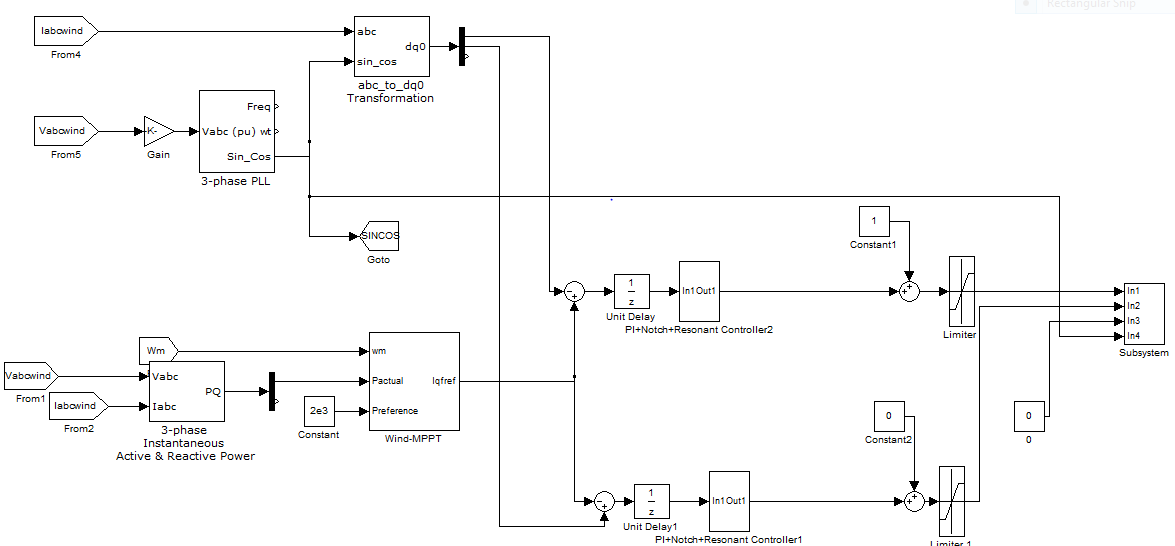 Rectangular Snip
Iabcwind
From4
abc
sin_cos
dq0
abc_to_dq0
Transformation
Vabcwind
From5
K-
Gain
Freq
Vabc (pu) wt
Sin_Cos
3-phase PLL
SINCOS
Goto
1
Constant1
1
z
Unit Delay
In1 Out1
PI+Notch+Resonant Controller2
Limiter
In1
In2
In3
In4
Subsystem
Wm
Vabcwind
From1
Iabcwind
From2
Vabc
Iabc
PQ
3-phase
Instantaneous
Active & Reactive Power
2e3
Constant
wm
Pactual
Preference
Iqfref
Wind-MPPT
0
Constant2
0
0
1
z
Unit Delay1
In1 Out1
PI+Notch+Resonant Controller1
Limiter 1